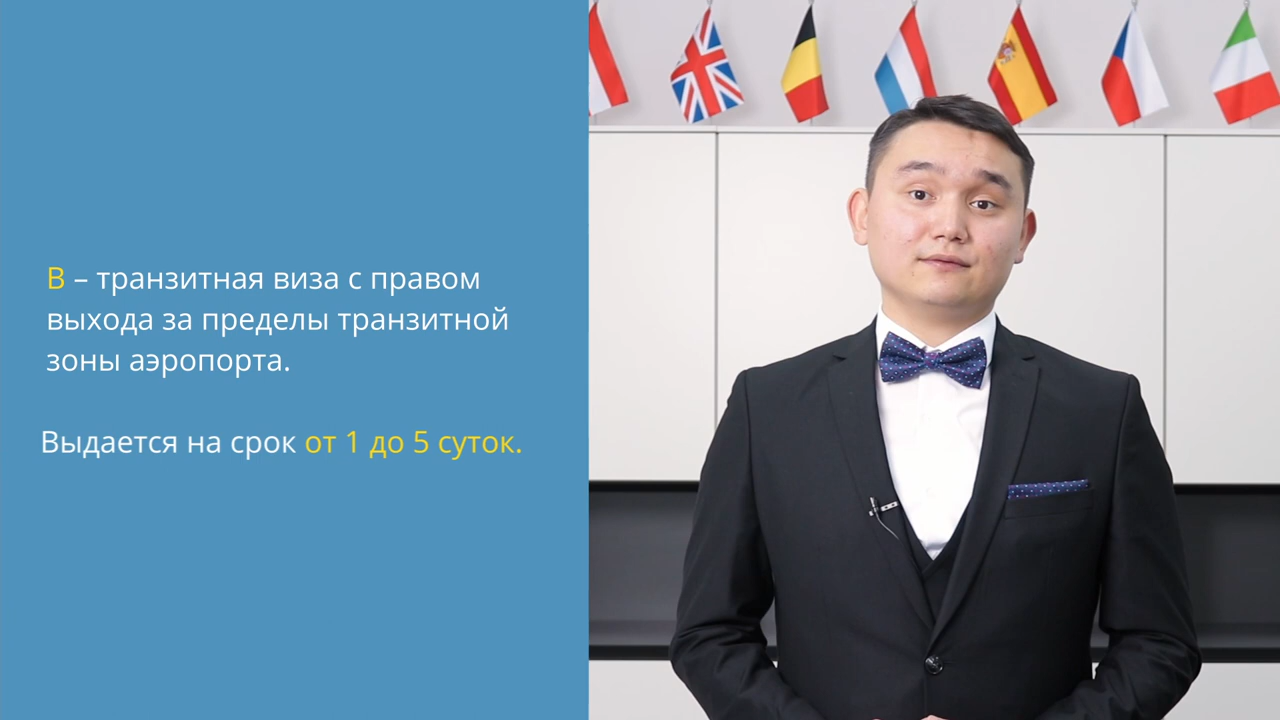 B – транзитная виза с правом
выхода за пределы транзитной
зоны аэропорта.
Выдается на срок от 1 до 5 суток.